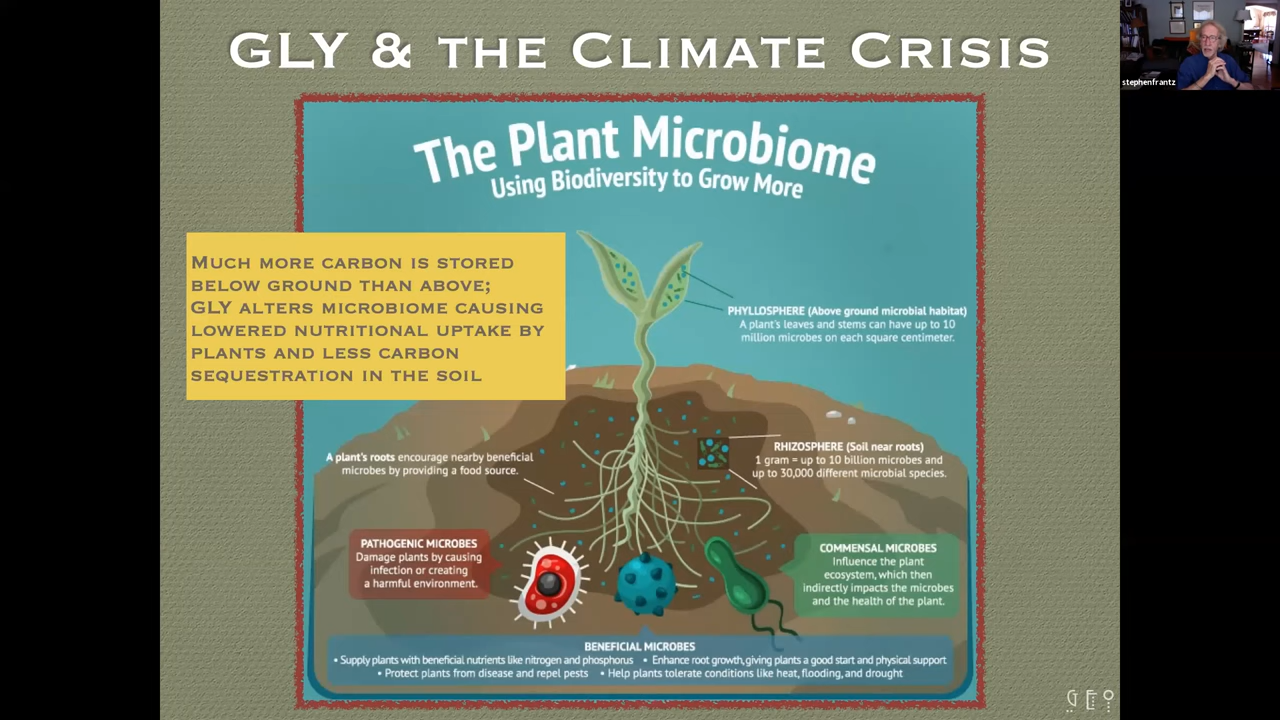 GLY & THE CLIMATE CRISIS
stephenfrantz
The Plant Microbiome
Using Biodiversity to Grow More
MUCH MORE CARBON IS STORED
BELOW GROUND THAN ABOVE;
GLY ALTERS MICROBIOME CAUSING
LOWERED NUTRITIONAL UPTAKE BY
PLANTS AND LESS CARBON
SEQUESTRATION IN THE SOIL
PHYLLOSPHERE (Above ground microbial habitat)
A plant's leaves and stems can have up to 10
million microbes on each square centimeter.
A plant's roots encourage nearby beneficial
microbes by providing a food source.
RHIZOSPHERE (Soil near roots)
1 gram = up to 10 billion microbes and
up to 30,000 different microbial species.
PATHOGENIC MICROBES
Damage plants by causing
infection or creating
a harmful environment.
COMMENSAL MICROBES
Influence the plant
ecosystem, which then
indirectly impacts the microbes
and the health of the plant.
BENEFICIAL MICROBES
• Supply plants with beneficial nutrients like nitrogen and phosphorus • Enhance root growth, giving plants a good start and physical support
• Protect plants from disease and repel pests • Help plants tolerate conditions like heat, flooding, and drought
GEO